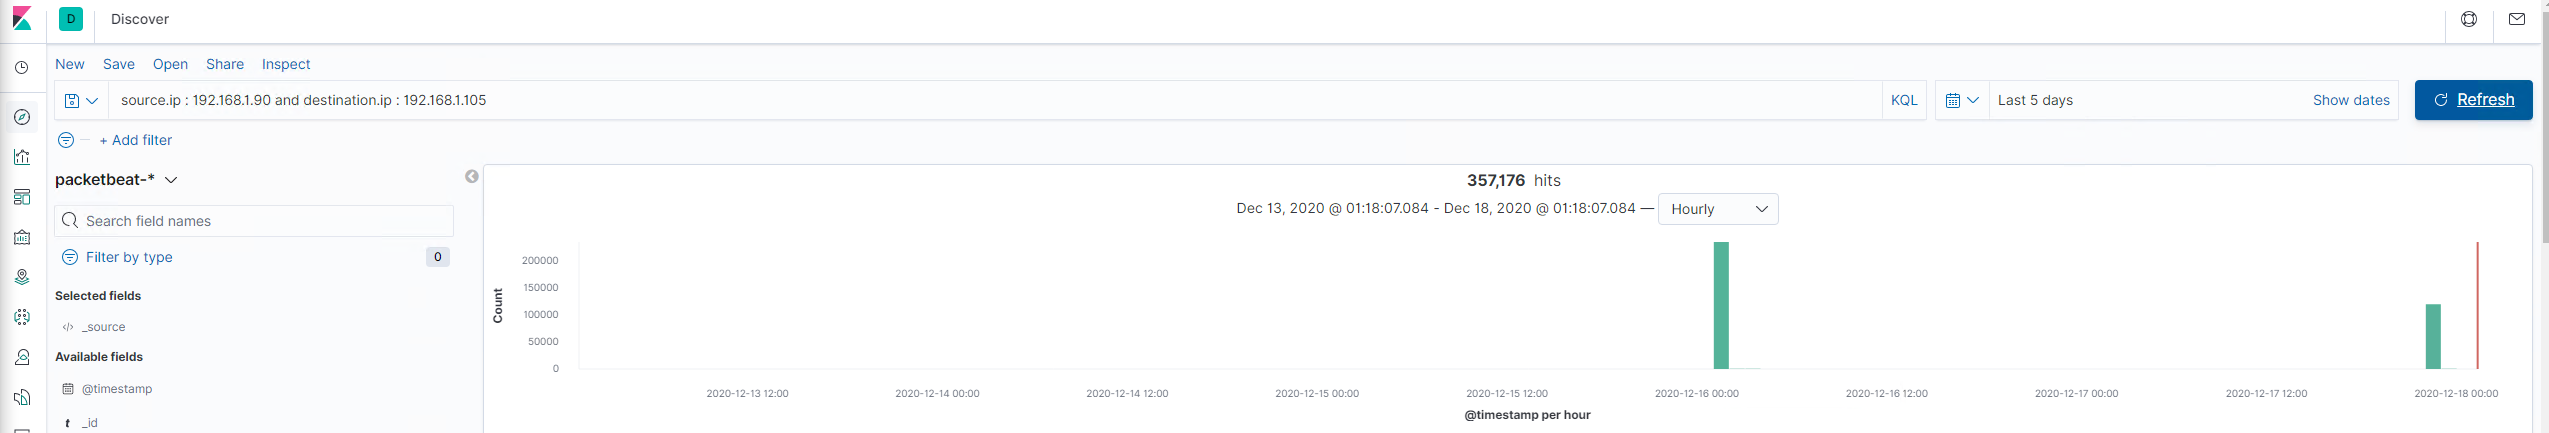 D Discover
New Save Open Share Inspect
source.ip : 192.168.1.90 and destination.ip : 192.168.1.105 KQL Last 5 days Show dates Refresh
+ Add filter
packetbeat-*
Search field names
Filter by type 0
Selected fields
_source
Available fields
@timestamp
t _id
357,176 hits
Dec 13, 2020 @ 01:18:07.084 - Dec 18, 2020 @ 01:18:07.084 — Hourly
Count
200000
150000
100000
50000
0
2020-12-13 12:00 2020-12-14 00:00 2020-12-14 12:00 2020-12-15 00:00 2020-12-15 12:00 2020-12-16 00:00 2020-12-16 12:00 2020-12-17 00:00 2020-12-17 12:00 2020-12-18 00:00
@timestamp per hour